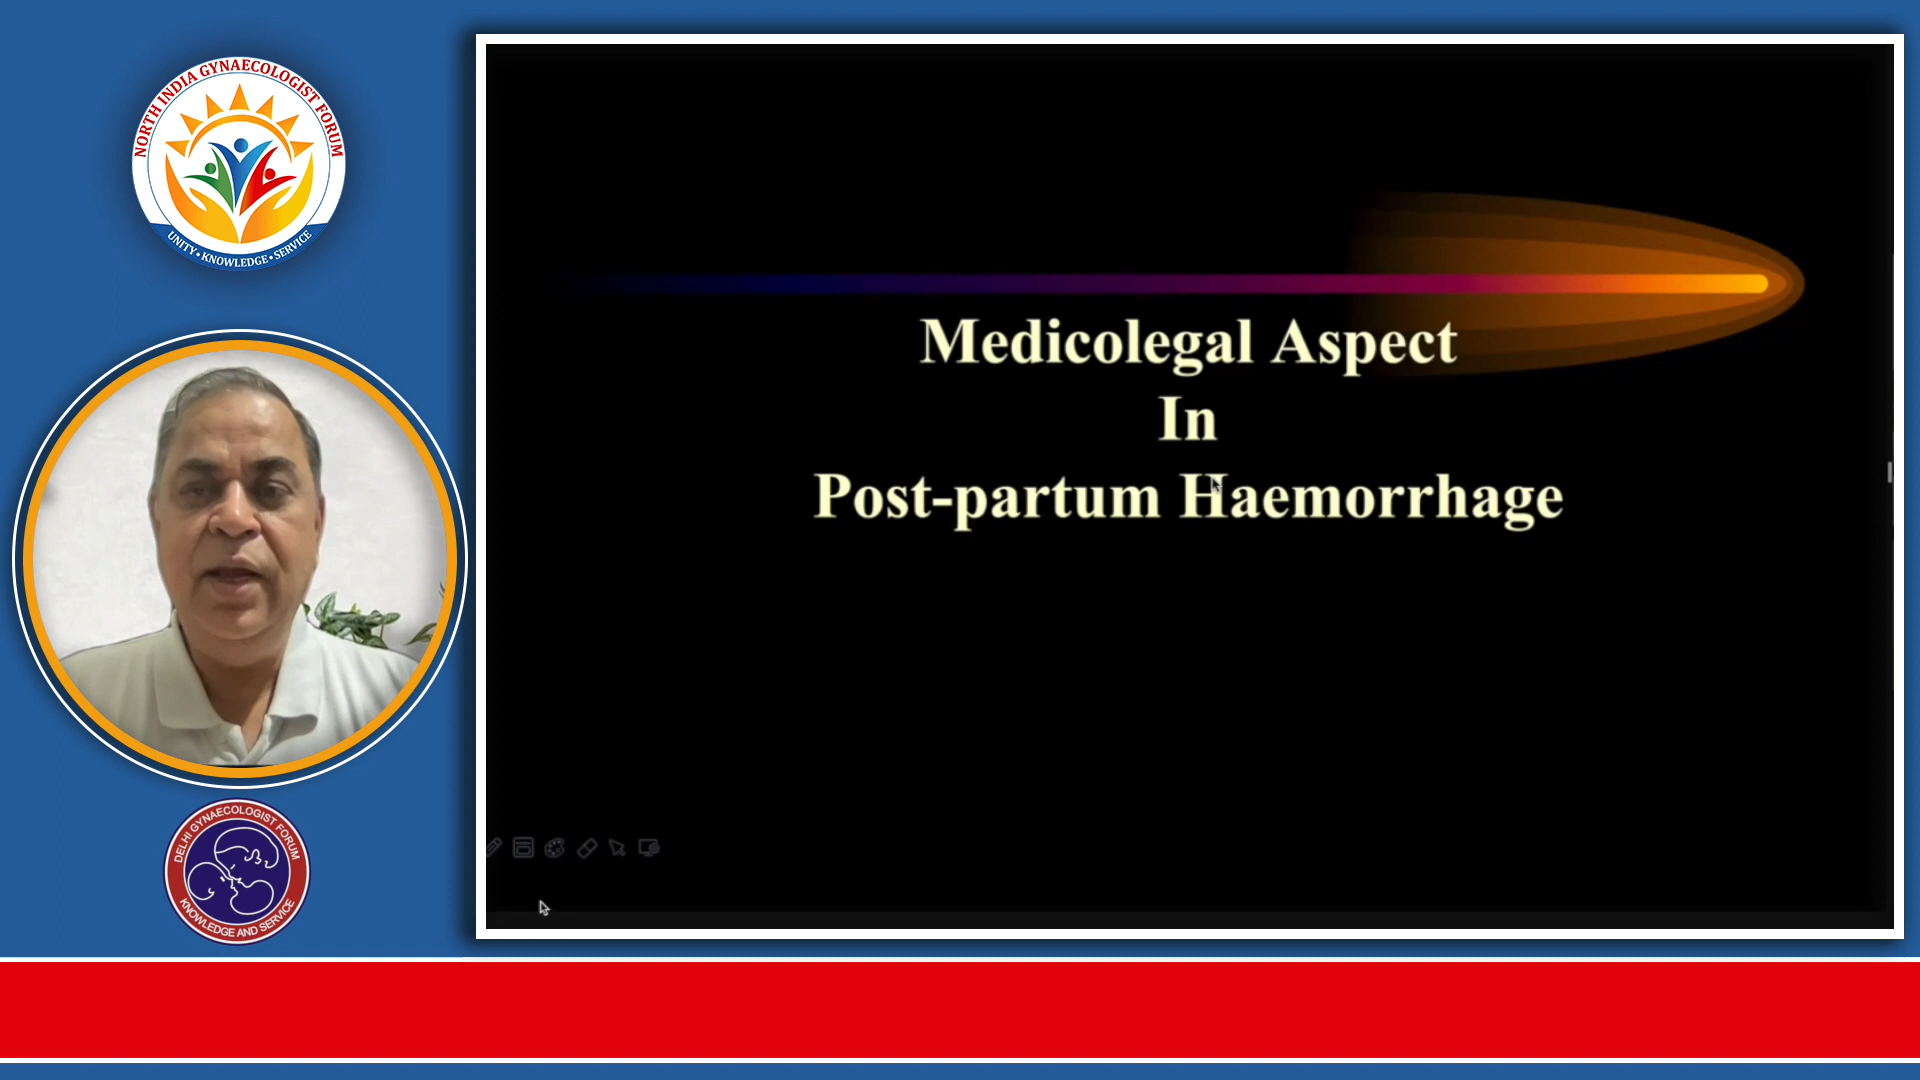 NORTH INDIA GYNAECOLOGIST FORUM
UNITY • KNOWLEDGE • SERVICE
Medicolegal Aspect
In
Post-partum Haemorrhage
DELHI GYNAECOLOGIST FORUM
KNOWLEDGE AND SERVICE